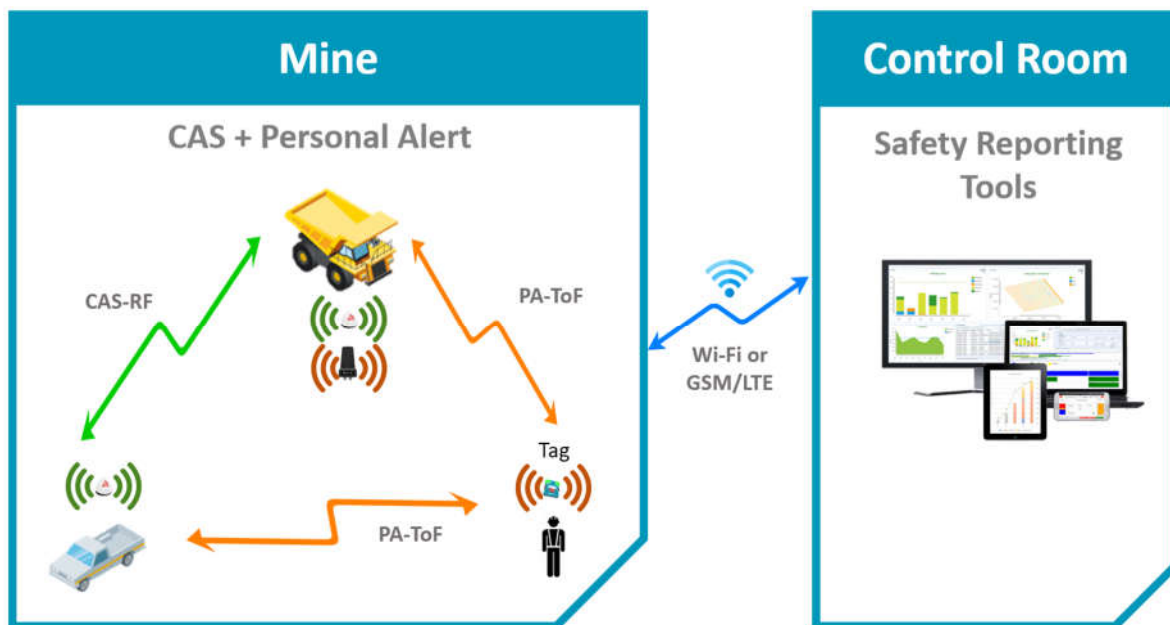 Mine
Control Room
CAS + Personal Alert
Safety Reporting
Tools
CAS-RF
PA-ToF
Wi-Fi or
GSM/LTE
Tag
PA-ToF